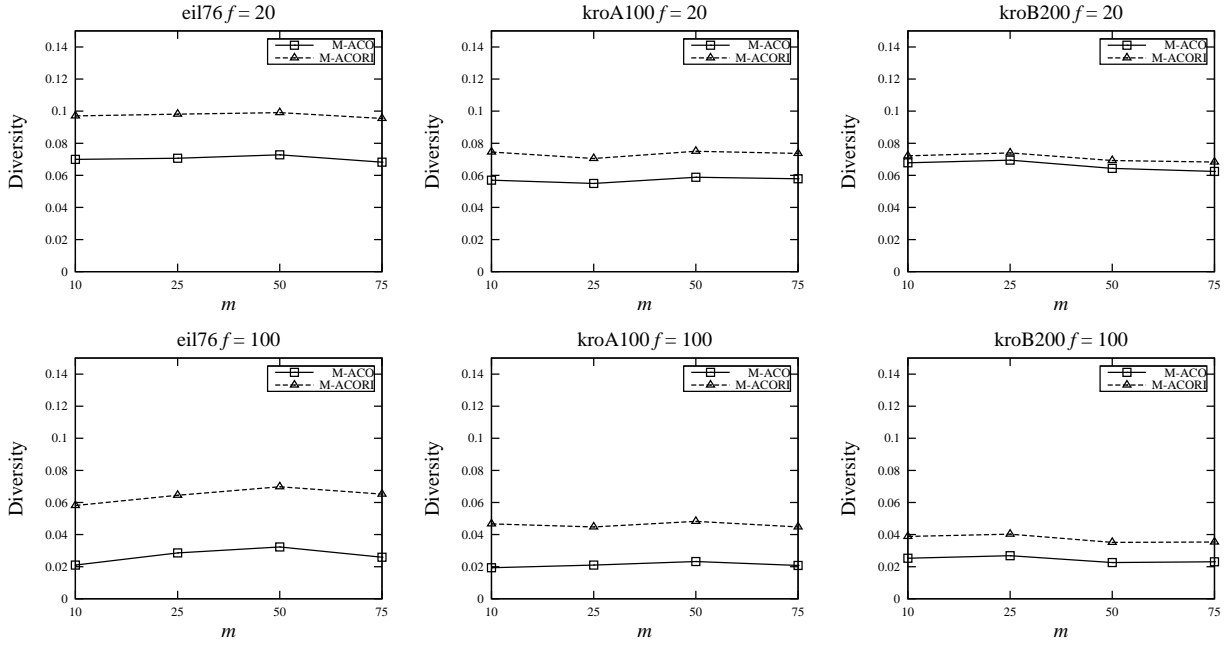 eil76 f = 20
Diversity
0.14
0.12
0.1
0.08
0.06
0.04
0.02
0
10 25 50 75
m
M-ACO
M-ACORI
kroA100 f = 20
Diversity
0.14
0.12
0.1
0.08
0.06
0.04
0.02
0
10 25 50 75
m
M-ACO
M-ACORI
kroB200 f = 20
Diversity
0.14
0.12
0.1
0.08
0.06
0.04
0.02
0
10 25 50 75
m
M-ACO
M-ACORI
eil76 f = 100
Diversity
0.14
0.12
0.1
0.08
0.06
0.04
0.02
0
10 25 50 75
m
M-ACO
M-ACORI
kroA100 f = 100
Diversity
0.14
0.12
0.1
0.08
0.06
0.04
0.02
0
10 25 50 75
m
M-ACO
M-ACORI
kroB200 f = 100
Diversity
0.14
0.12
0.1
0.08
0.06
0.04
0.02
0
10 25 50 75
m
M-ACO
M-ACORI